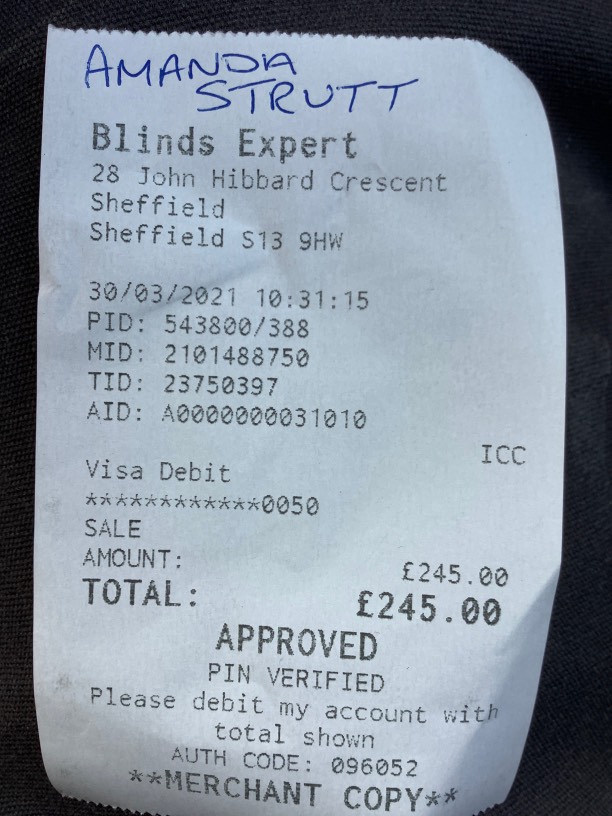 AMANDA
STRUTT
Blinds Expert
28 John Hibbard Crescent
Sheffield
Sheffield S13 9HW
30/03/2021 10:31:15
PID: 543800/388
MID: 2101488750
TID: 23750397
AID: A0000000031010
ICC
Visa Debit
************0050
SALE
AMOUNT: £245.00
TOTAL: £245.00
APPROVED
PIN VERIFIED
Please debit my account with
total shown
AUTH CODE: 096052
**MERCHANT COPY**